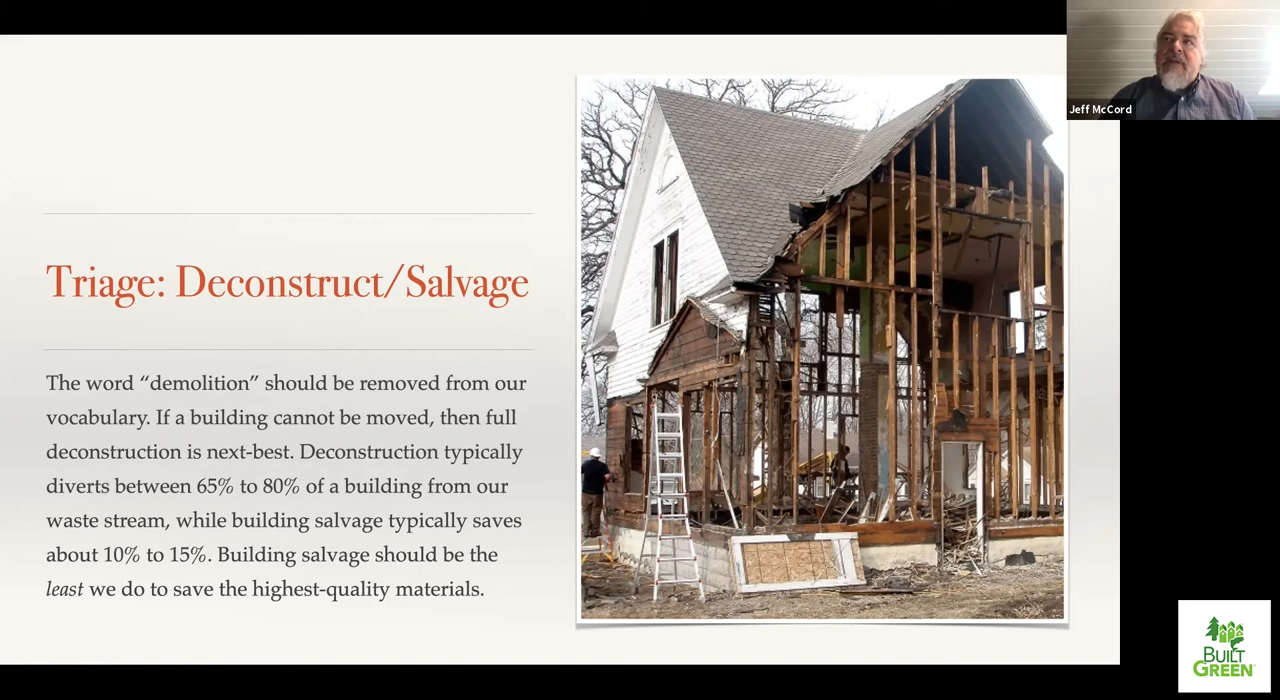 Jeff McCord
Triage: Deconstruct/Salvage
The word “demolition” should be removed from our
vocabulary. If a building cannot be moved, then full
deconstruction is next-best. Deconstruction typically
diverts between 65% to 80% of a building from our
waste stream, while building salvage typically saves
about 10% to 15%. Building salvage should be the
least we do to save the highest-quality materials.
BUILT
GREEN